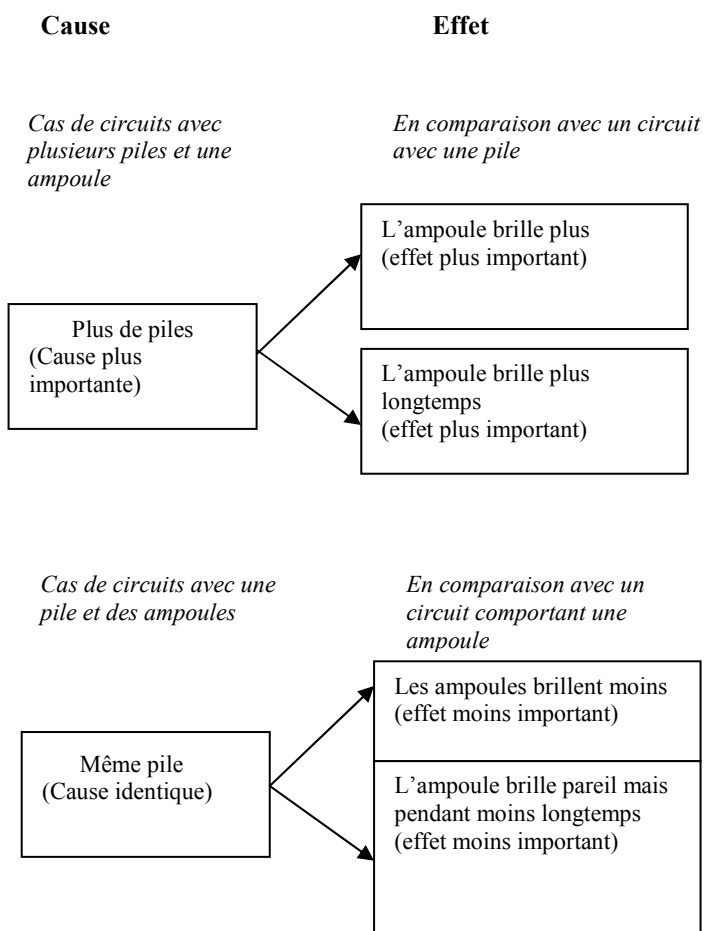 Cause
Effet
Cas de circuits avec
plusieurs piles et une
ampoule
En comparaison avec un circuit
avec une pile
Plus de piles
(Cause plus
importante)
L’ampoule brille plus
(effet plus important)
L’ampoule brille plus
longtemps
(effet plus important)
Cas de circuits avec une
pile et des ampoules
En comparaison avec un
circuit comportant une
ampoule
Même pile
(Cause identique)
Les ampoules brillent moins
(effet moins important)
L’ampoule brille pareil mais
pendant moins longtemps
(effet moins important)